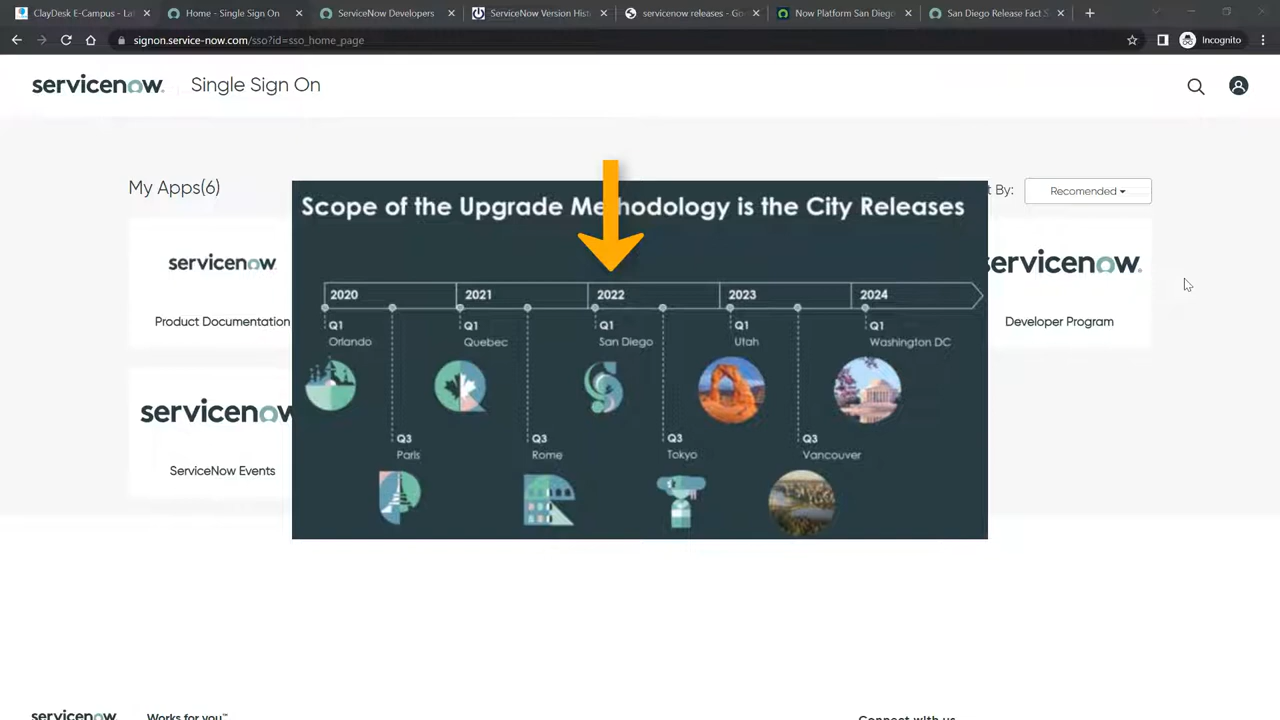 ClayDesk E-Campus - La
Home - Single Sign On
ServiceNow Developers
ServiceNow Version Hist
servicenow releases - Go
Now Platform San Diego
San Diego Release Fact S
signon.service-now.com/sso?id=sso_home_page
Incognito
servicenow. Single Sign On
My Apps(6)
t By:
Recomended
servicenow.
Product Documentation
servicenow.
Developer Program
servicenow
ServiceNow Events
Scope of the Upgrade Methodology is the City Releases
2020 2021 2022 2023 2024
Q1 Q1 Q1 Q1 Q1
Orlando Quebec San Diego Utah Washington DC
Q3 Q3 Q3 Q3
Paris Rome Tokyo Vancouver
servicenow
Works for you™
Connect with us